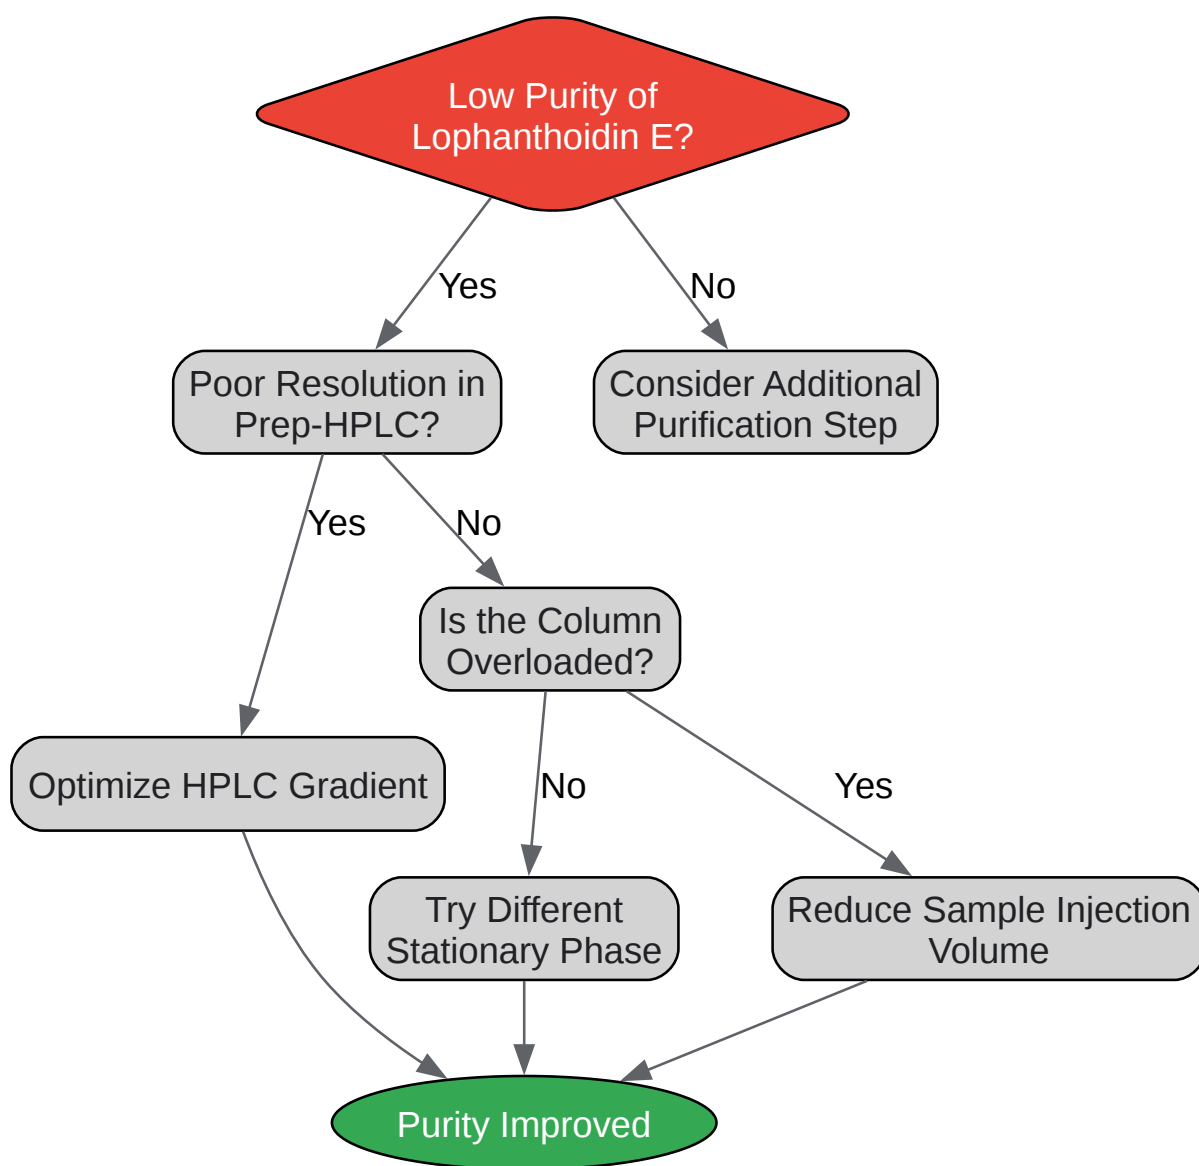 Low Purity of
Lophanthoidin E?
Yes
No
Poor Resolution in
Prep-HPLC?
Consider Additional
Purification Step
Yes
No
Is the Column
Overloaded?
Optimize HPLC Gradient
No
Yes
Try Different
Stationary Phase
Reduce Sample Injection
Volume
Purity Improved